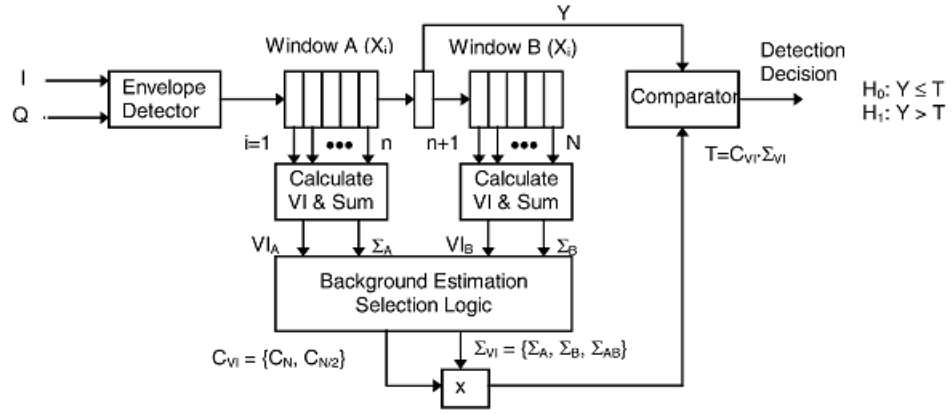 Y
Window A (Xᵢ)
Window B (Xᵢ)
Detection
Decision
I
Q
Envelope
Detector
Comparator
H₀: Y ≤ T
H₁: Y > T
i=1
•••
n
n+1
•••
N
T=C_VI·Σ_VI
Calculate
VI & Sum
Calculate
VI & Sum
VI_A
Σ_A
VI_B
Σ_B
Background Estimation
Selection Logic
C_VI = {C_N, C_N/2}
Σ_VI = {Σ_A, Σ_B, Σ_AB}
x